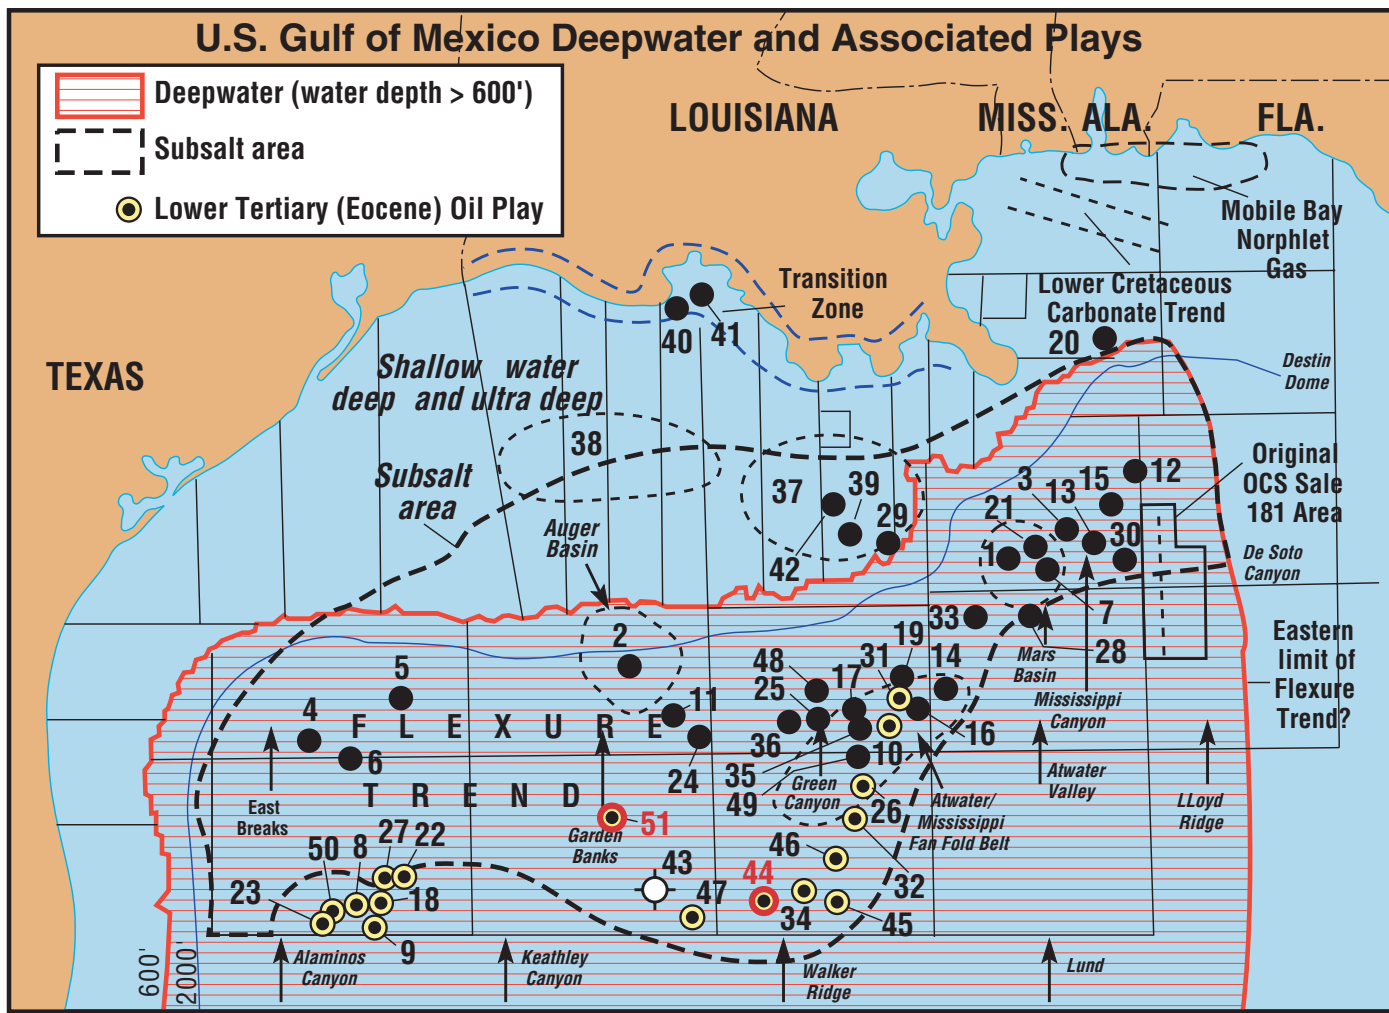 U.S. Gulf of Mexico Deepwater and Associated Plays
Deepwater (water depth > 600')
Subsalt area
Lower Tertiary (Eocene) Oil Play
LOUISIANA
MISS.
ALA.
FLA.
TEXAS
Mobile Bay
Norphlet
Gas
Transition
Zone
Lower Cretaceous
Carbonate Trend
40
41
20
Destin
Dome
Shallow water
deep and ultra deep
38
Subsalt
area
37
39
29
42
Auger
Basin
3
13
15
12
21
1
30
7
Original
OCS Sale
181 Area
De Soto
Canyon
33
28
Mars
Basin
Mississippi
Canyon
Eastern
limit of
Flexure
Trend?
2
5
4
6
11
24
FLEXURE
TREND
48
25
17
31
19
14
16
36
35
10
49
26
Green
Canyon
Atwater/
Mississippi
Fan Fold Belt
Atwater
Valley
LLoyd
Ridge
East
Breaks
Garden
Banks
51
50
8
27
22
23
18
9
43
47
44
46
34
32
45
600'
2000'
Alaminos
Canyon
Keathley
Canyon
Walker
Ridge
Lund